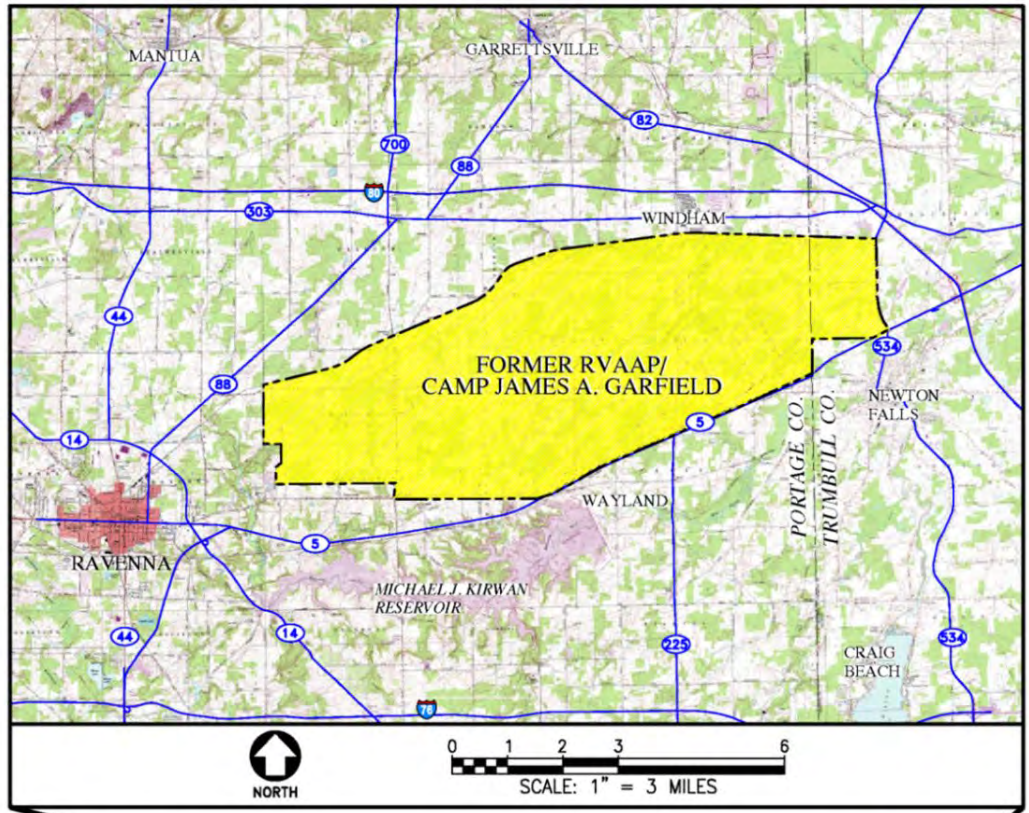 MANTUA
GARRETTSVILLE
82
700
88
80
303
WINDHAM
44
FORMER RVAAP/
CAMP JAMES A. GARFIELD
534
88
NEWTON
FALLS
5
14
PORTAGE CO.
TRUMBULL CO.
WAYLAND
5
RAVENNA
MICHAEL J. KIRWAN
RESERVOIR
44
14
225
534
CRAIG
BEACH
76
NORTH
0 1 2 3 6
SCALE: 1" = 3 MILES